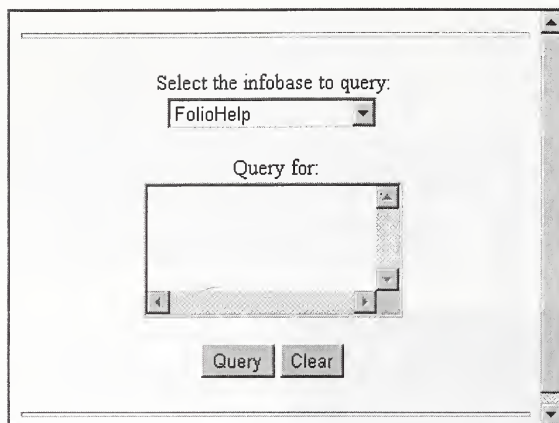 Select the infobase to query:
FolioHelp
Query for:
Query Clear